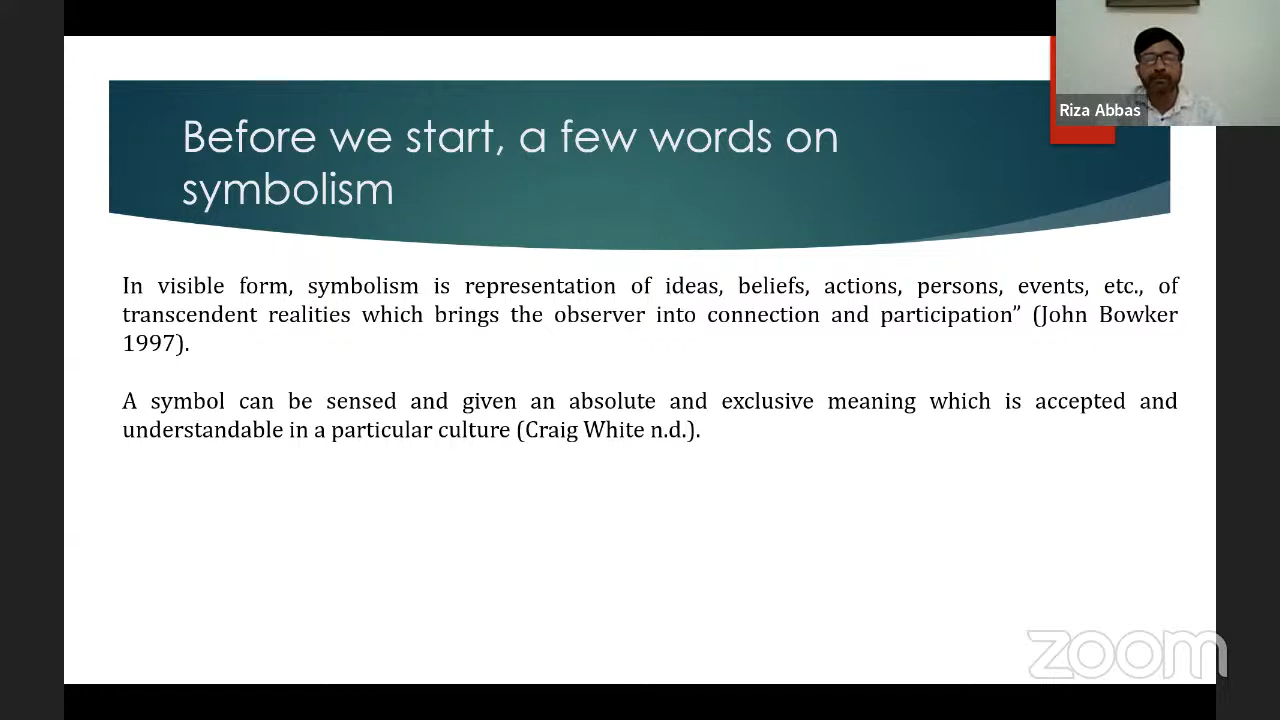 Riza Abbas
Before we start, a few words on
symbolism
In visible form, symbolism is representation of ideas, beliefs, actions, persons, events, etc., of
transcendent realities which brings the observer into connection and participation” (John Bowker
1997).
A symbol can be sensed and given an absolute and exclusive meaning which is accepted and
understandable in a particular culture (Craig White n.d.).
zoom